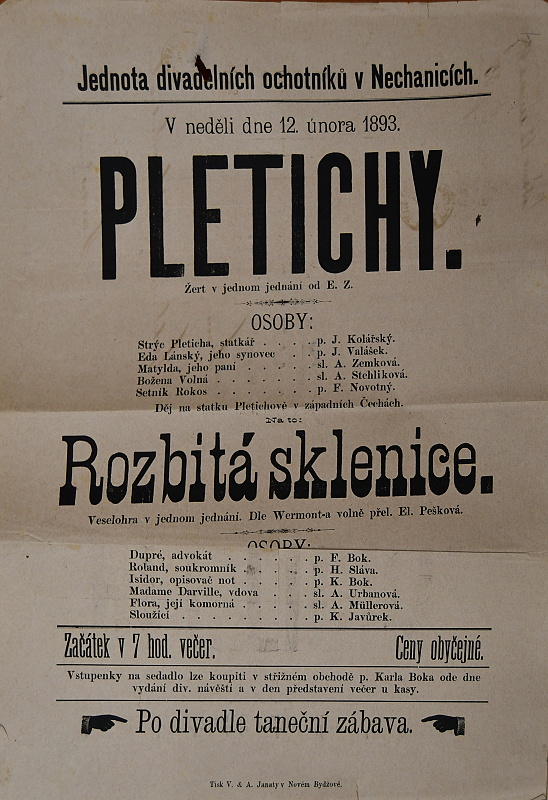 Jednota divadelních ochotníků v Nechanicích.
V neděli dne 12. února 1893.
PLETICHY.
Žert v jednom jednání od E. Z.
OSOBY:
Strýc Pleticha, statkář . . . . p. J. Kolářský.
Eda Lánský, jeho synovec . . p. J. Valášek.
Matylda, jeho paní . . . . . sl. A. Zemková.
Božena Volná . . . . . . . sl. A. Stchliková.
Setník Rokos . . . . . . . p. F. Novotný.
Děj na statku Pletichově v západních Čechách.
Na to:
Rozbitá sklenice.
Veselohra v jednom jednání. Dle Wermont-a volně přel. El. Pešková.
OSOBY:
Dupré, advokát . . . . . . p. F. Bok.
Roland, soukromník . . . . . p. H. Sláva.
Isidor, opisovač not . . . . . p. K. Bok.
Madame Darville, vdova . . . sl. A. Urbanová.
Flora, její komorná . . . . . sl. A. Müllerová.
Sloužící . . . . . . . . . p. K. Javůrek.
Začátek v 7 hod. večer. Ceny obyčejné.
Vstupenky na sedadlo lze koupiti v střižném obchodě p. Karla Boka ode dne
vydání div. návěští a v den představení večer u kasy.
Po divadle taneční zábava.
Tisk V. & A. Janaty v Novém Bydžově.